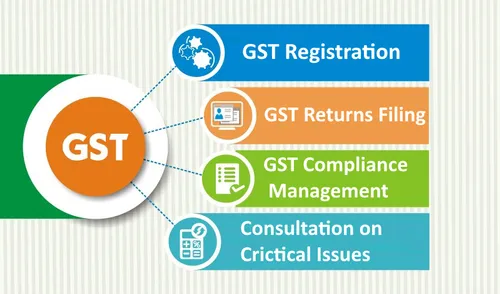 GST
GST Registration
GST Returns Filing
GST Compliance
Management
Consultation on
Crictical Issues